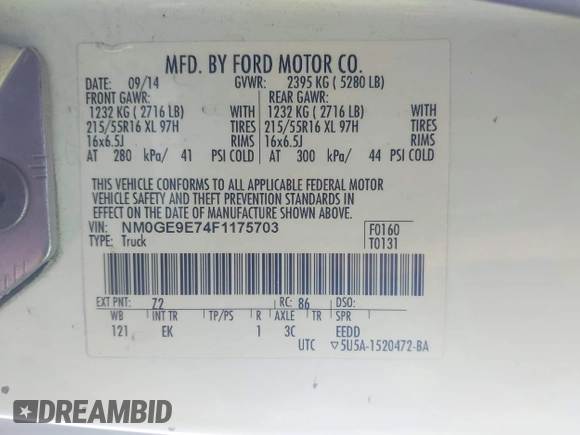 MFD. BY FORD MOTOR CO.
DATE: 09/14 GVWR: 2395 KG ( 5280 LB)
FRONT GAWR: REAR GAWR:
1232 KG ( 2716 LB) WITH 1232 KG ( 2716 LB) WITH
215/55R16 XL 97H TIRES 215/55R16 XL 97H TIRES
16x6.5J RIMS 16x6.5J RIMS
AT 280 kPa/ 41 PSI COLD AT 300 kPa/ 44 PSI COLD
THIS VEHICLE CONFORMS TO ALL APPLICABLE FEDERAL MOTOR
VEHICLE SAFETY AND THEFT PREVENTION STANDARDS IN
EFFECT ON THE DATE OF MANUFACTURE SHOWN ABOVE.
VIN: NM0GE9E74F1175703 F0160
TYPE: Truck T0131
EXT PNT: Z2 RC: 86 DSO:
WB INT TR TP/PS R AXLE TR SPR
121 EK 1 3C EEDD
UTC ▽5U5A-1520472-BA
DREAMBID